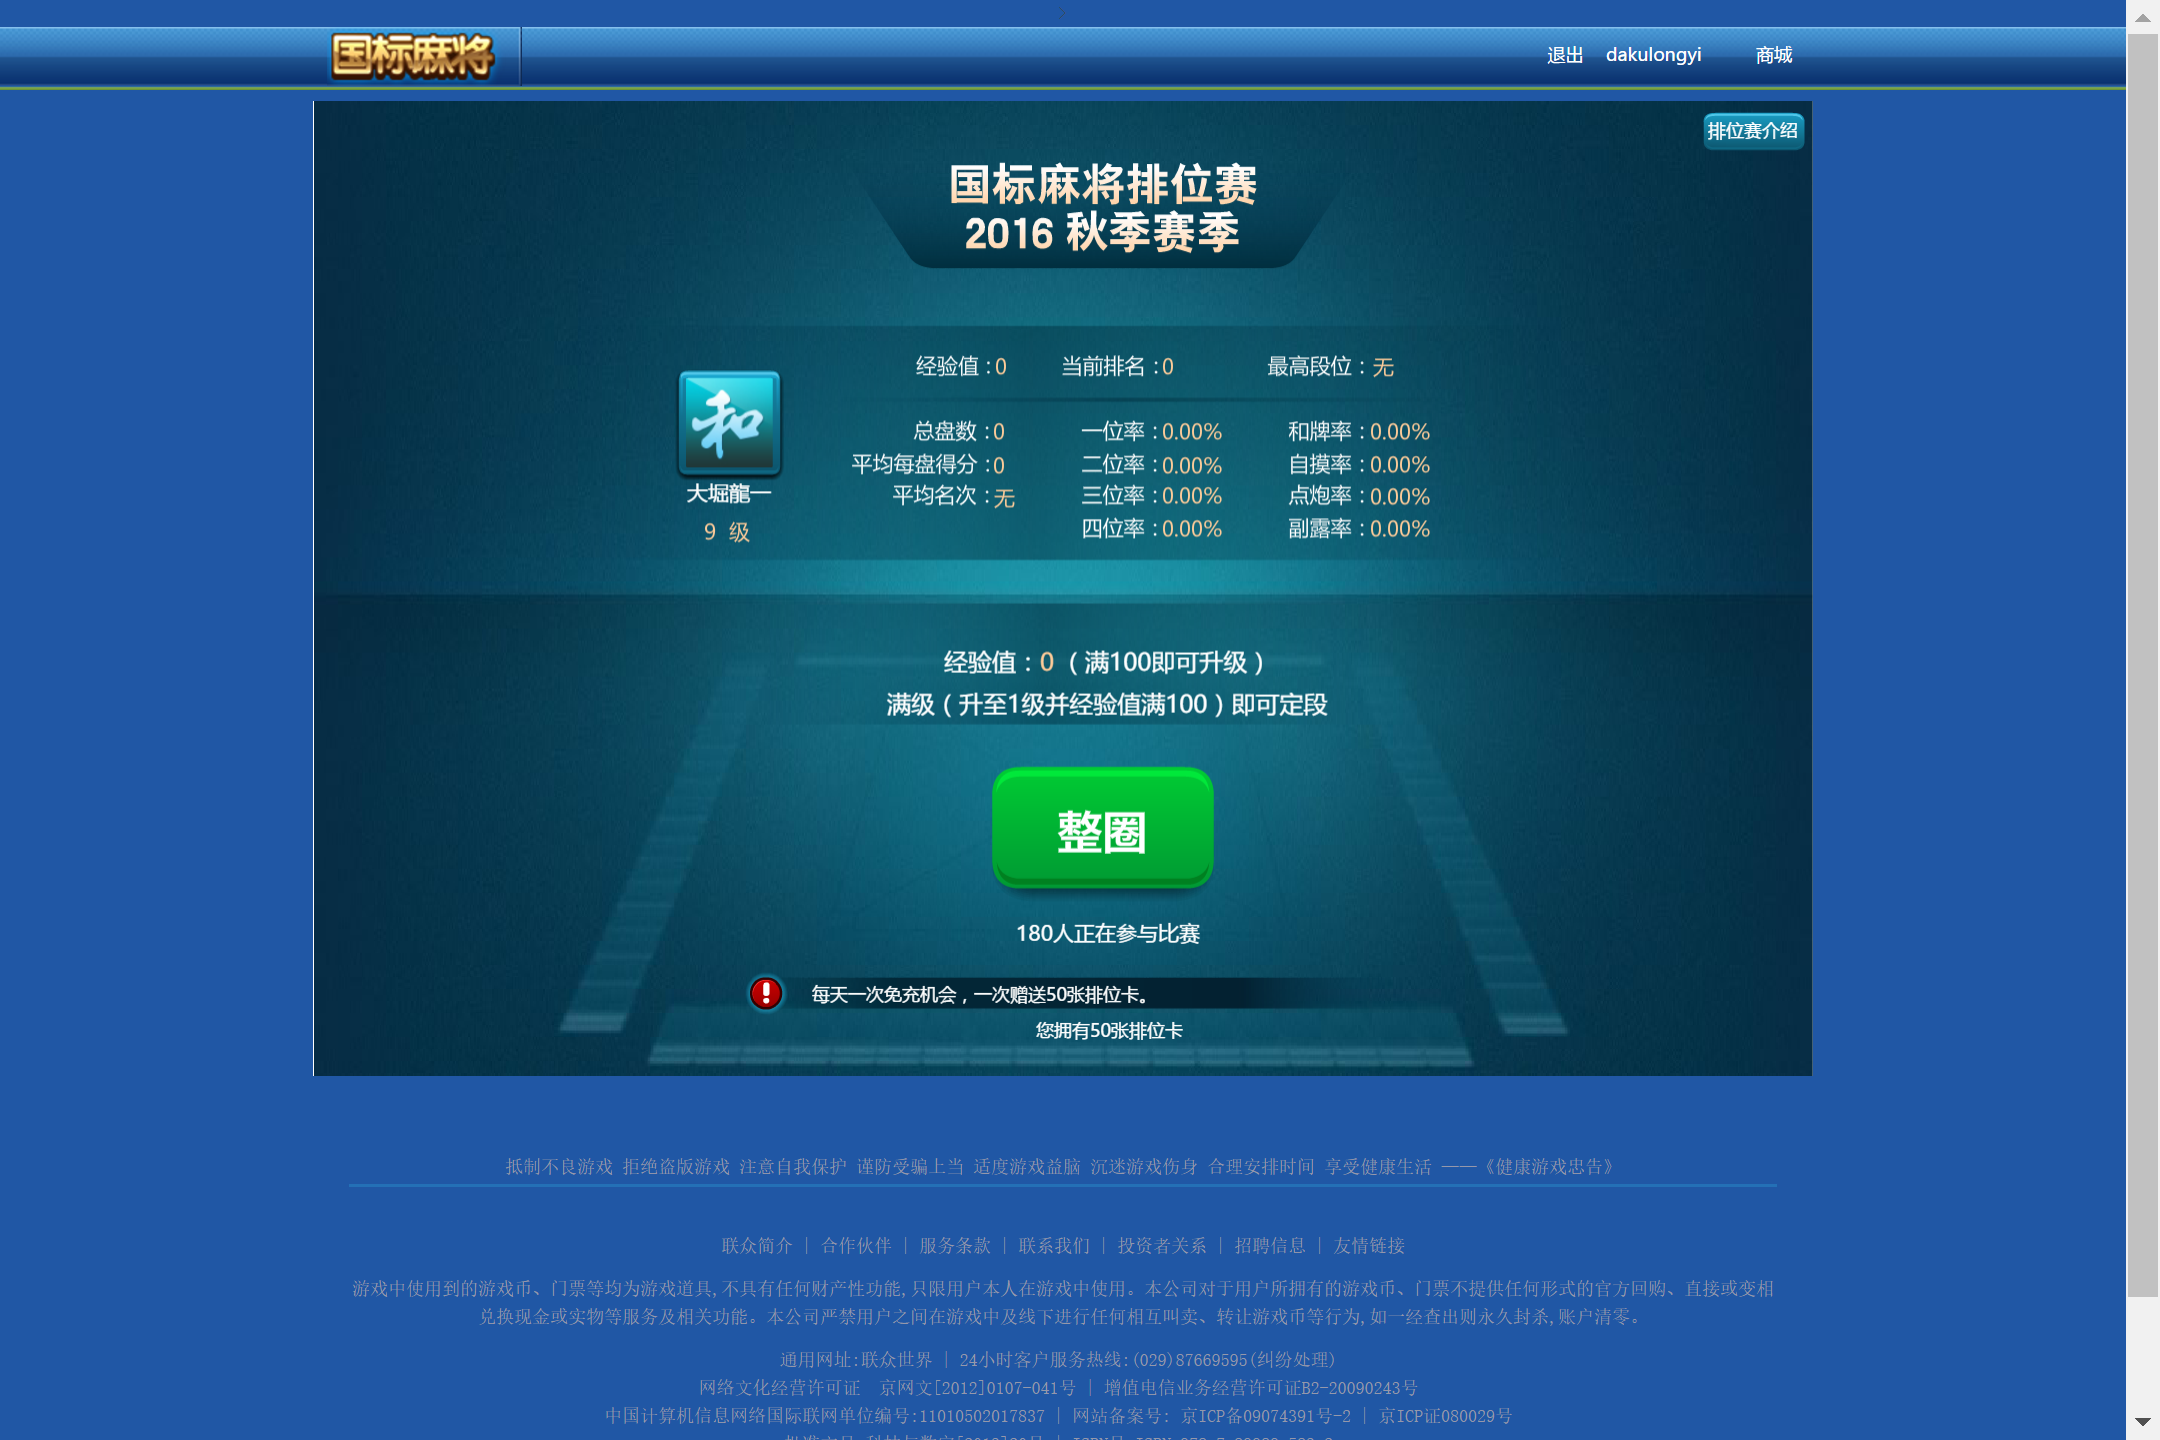 国标麻将
退出 dakulongyi 商城
排位赛介绍
国标麻将排位赛
2016 秋季赛季
经验值：0 当前排名：0 最高段位：无
和
大堀龍一
9 级
总盘数：0 一位率：0.00% 和牌率：0.00%
平均每盘得分：0 二位率：0.00% 自摸率：0.00%
平均名次：无 三位率：0.00% 点炮率：0.00%
四位率：0.00% 副露率：0.00%
经验值：0（满100即可升级）
满级（升至1级并经验值满100）即可定段
整圈
180人正在参与比赛
每天一次免充机会，一次赠送50张排位卡。
您拥有50张排位卡
抵制不良游戏 拒绝盗版游戏 注意自我保护 谨防受骗上当 适度游戏益脑 沉迷游戏伤身 合理安排时间 享受健康生活 ——《健康游戏忠告》
联众简介 | 合作伙伴 | 服务条款 | 联系我们 | 投资者关系 | 招聘信息 | 友情链接
游戏中使用到的游戏币、门票等均为游戏道具,不具有任何财产性功能,只限用户本人在游戏中使用。本公司对于用户所拥有的游戏币、门票不提供任何形式的官方回购、直接或变相
兑换现金或实物等服务及相关功能。本公司严禁用户之间在游戏中及线下进行任何相互叫卖、转让游戏币等行为,如一经查出则永久封杀,账户清零。
通用网址:联众世界 | 24小时客户服务热线:(029)87669595(纠纷处理)
网络文化经营许可证 京网文[2012]0107-041号 | 增值电信业务经营许可证B2-20090243号
中国计算机信息网络国际联网单位编号:11010502017837 | 网站备案号: 京ICP备09074391号-2 | 京ICP证080029号